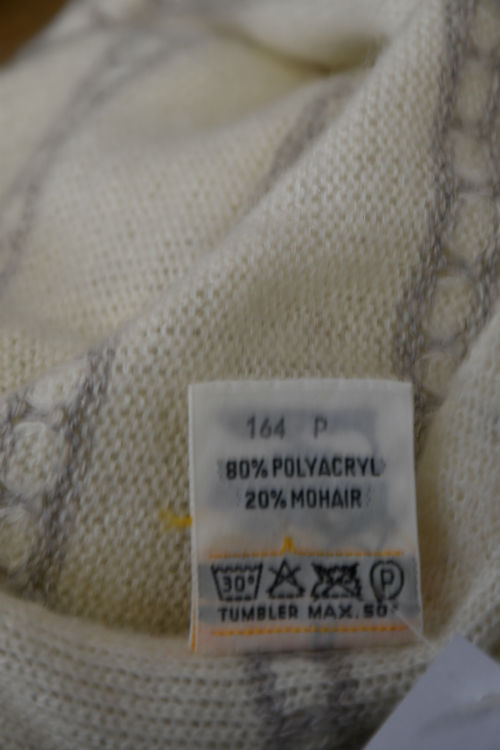 164 P
80% POLYACRYL
20% MOHAIR
30° P
TUMBLER MAX. 50°